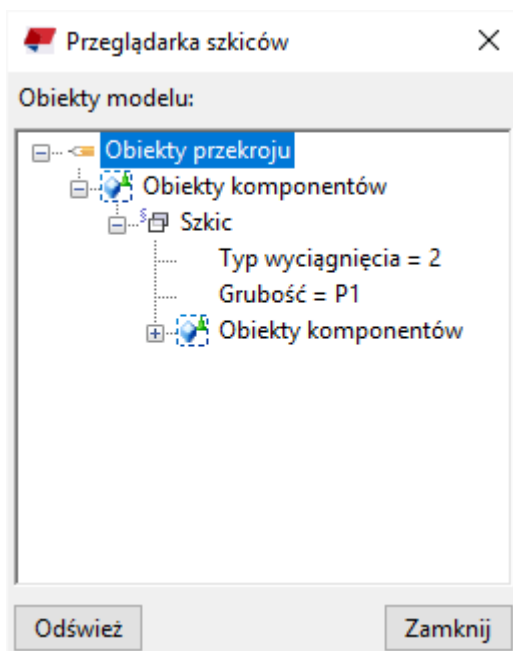 Przeglądarka szkiców
Obiekty modelu:
Obiekty przekroju
Obiekty komponentów
Szkic
Typ wyciągnięcia = 2
Grubość = P1
Obiekty komponentów
Odśwież
Zamknij